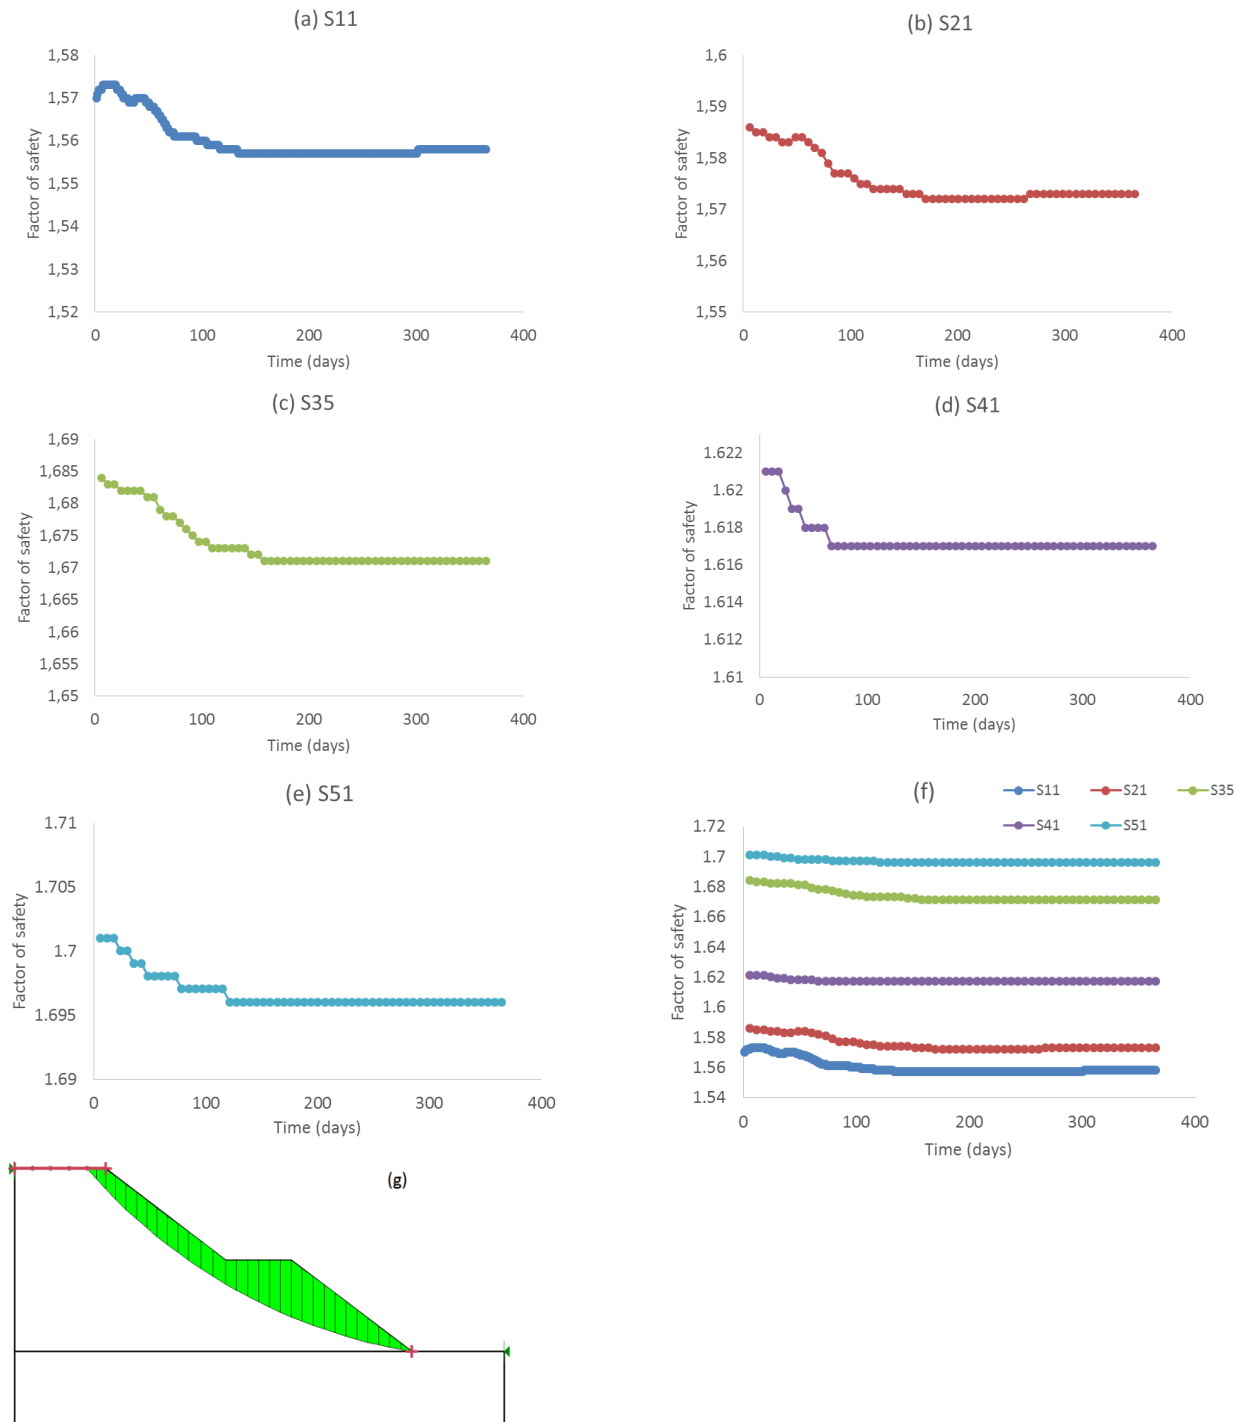 (a) S11
1,58
1,57
1,56
1,55
1,54
1,53
1,52
Factor of safety
0 100 200 300 400
Time (days)
(b) S21
1,6
1,59
1,58
1,57
1,56
1,55
Factor of safety
0 100 200 300 400
Time (days)
(c) S35
1,69
1,685
1,68
1,675
1,67
1,665
1,66
1,655
1,65
Factor of safety
0 100 200 300 400
Time (days)
(d) S41
1.622
1.62
1.618
1.616
1.614
1.612
1.61
Factor of safety
0 100 200 300 400
Time (days)
(e) S51
1.71
1.705
1.7
1.695
1.69
Factor of safety
0 100 200 300 400
Time (days)
(f)
S11 S21 S35
S41 S51
1.72
1.7
1.68
1.66
1.64
1.62
1.6
1.58
1.56
1.54
Factor of safety
0 100 200 300 400
Time (days)
(g)